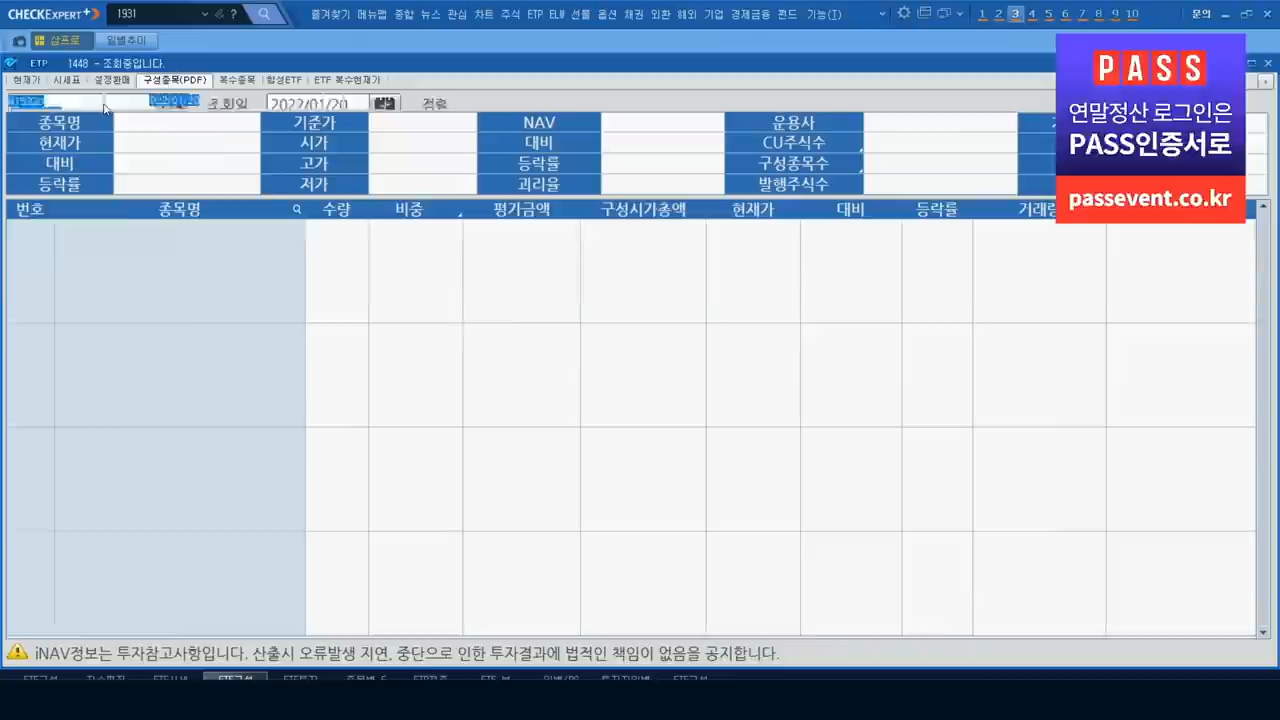 CHECKEXPERT+ 1931 ? 즐겨찾기 메뉴맵 종합 뉴스 관심 차트 주식 ETP ELW 선물 옵션 채권 외환 해외 기업 경제금융 펀드 기능(I) 1 2 3 4 5 6 7 8 9 10 문의
삼프로 일별추미
ETP 1448 - 조회중입니다.
현재가 시세표 설정환매 구성종목(PDF) 복수종목 합성ETF ETF 복수현재가
조회일 2022/01/20 정렬
종목명 기준가 NAV 운용사
현재가 시가 대비 CU주식수
대비 고가 등락률 구성종목수
등락률 저가 괴리율 발행주식수
번호 종목명 수량 비중 평가금액 구성시가총액 현재가 대비 등락률 거래량
PASS
연말정산 로그인은
PASS인증서로
passevent.co.kr
iNAV정보는 투자참고사항입니다. 산출시 오류발생 지연, 중단으로 인한 투자결과에 법적인 책임이 없음을 공지합니다.